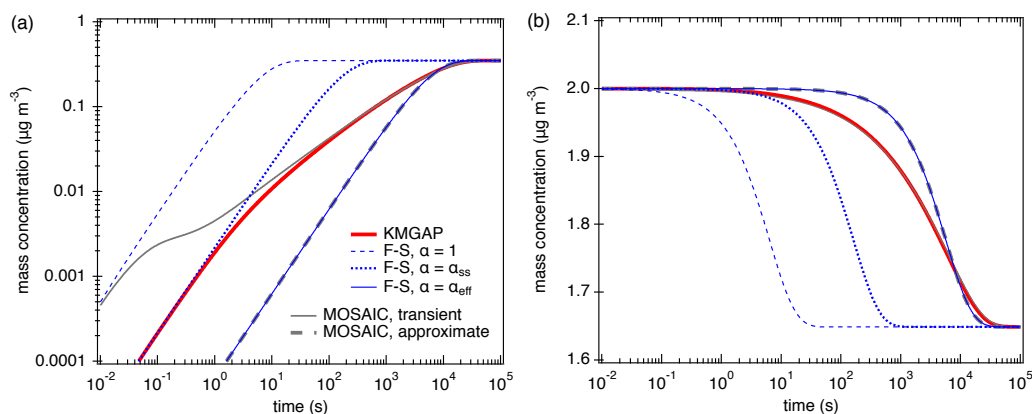 (a)
mass concentration (µg m⁻³)
1
0.1
0.01
0.001
0.0001
KMGAP
F-S, α = 1
F-S, α = αss
F-S, α = αeff
MOSAIC, transient
MOSAIC, approximate
10⁻² 10⁻¹ 10⁰ 10¹ 10² 10³ 10⁴ 10⁵
time (s)
(b)
mass concentration (µg m⁻³)
2.1
2.0
1.9
1.8
1.7
1.6
10⁻² 10⁻¹ 10⁰ 10¹ 10² 10³ 10⁴ 10⁵
time (s)